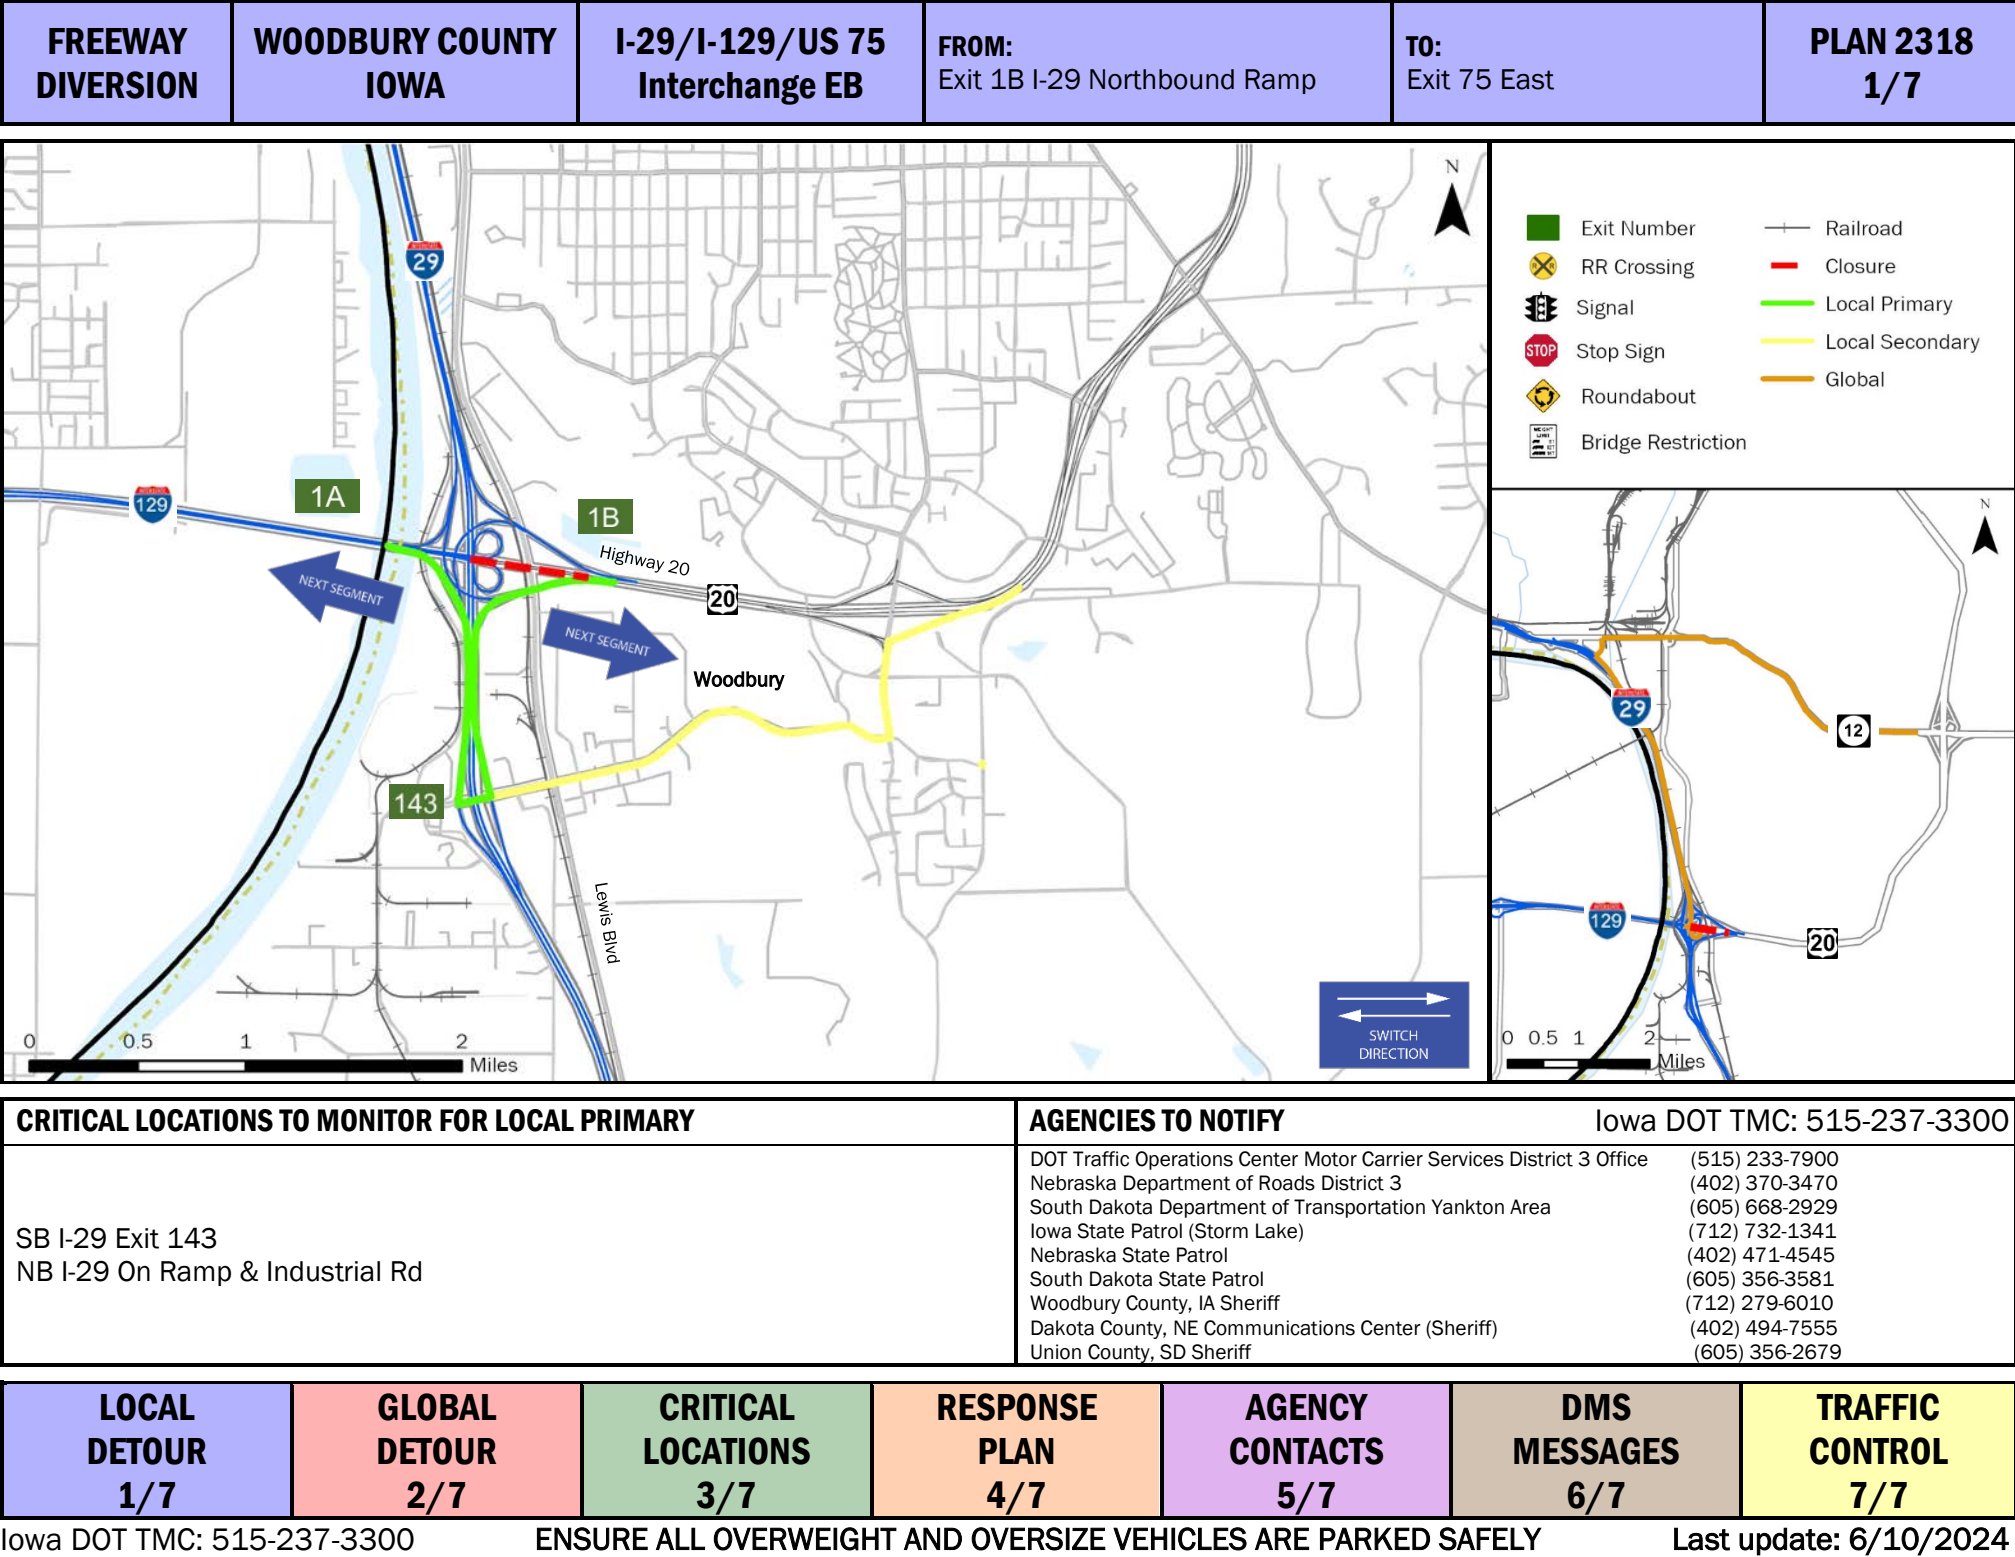 FREEWAY
DIVERSION
WOODBURY COUNTY
IOWA
I-29/I-129/US 75
Interchange EB
FROM:
Exit 1B I-29 Northbound Ramp
TO:
Exit 75 East
PLAN 2318
1/7
N
INTERSTATE
29
1A
INTERSTATE
129
1B
Highway 20
20
NEXT SEGMENT
NEXT SEGMENT
Woodbury
143
Lewis Blvd
SWITCH
DIRECTION
0 0.5 1 2
Miles
Exit Number
RR Crossing
Signal
STOP
Stop Sign
Roundabout
WEIGHT
LIMIT
Bridge Restriction
Railroad
Closure
Local Primary
Local Secondary
Global
N
INTERSTATE
29
12
INTERSTATE
129
20
0 0.5 1 2
Miles
CRITICAL LOCATIONS TO MONITOR FOR LOCAL PRIMARY
SB I-29 Exit 143
NB I-29 On Ramp & Industrial Rd
AGENCIES TO NOTIFY Iowa DOT TMC: 515-237-3300
DOT Traffic Operations Center Motor Carrier Services District 3 Office (515) 233-7900
Nebraska Department of Roads District 3 (402) 370-3470
South Dakota Department of Transportation Yankton Area (605) 668-2929
Iowa State Patrol (Storm Lake) (712) 732-1341
Nebraska State Patrol (402) 471-4545
South Dakota State Patrol (605) 356-3581
Woodbury County, IA Sheriff (712) 279-6010
Dakota County, NE Communications Center (Sheriff) (402) 494-7555
Union County, SD Sheriff (605) 356-2679
LOCAL
DETOUR
1/7
GLOBAL
DETOUR
2/7
CRITICAL
LOCATIONS
3/7
RESPONSE
PLAN
4/7
AGENCY
CONTACTS
5/7
DMS
MESSAGES
6/7
TRAFFIC
CONTROL
7/7
Iowa DOT TMC: 515-237-3300 ENSURE ALL OVERWEIGHT AND OVERSIZE VEHICLES ARE PARKED SAFELY Last update: 6/10/2024